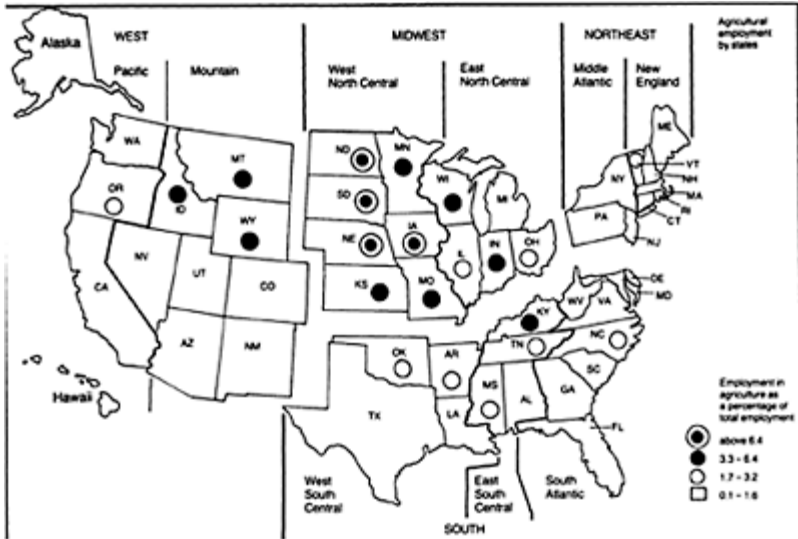 Agricultural
employment
by states
WEST
MIDWEST
NORTHEAST
Alaska
Pacific
Mountain
West
North Central
East
North Central
Middle
Atlantic
New
England
WA
OR
ID
MT
WY
CA
NV
UT
CO
AZ
NM
Hawaii
ND
SD
NE
KS
MN
IA
MO
WI
MI
IL
IN
OH
ME
VT
NH
MA
RI
CT
NY
PA
NJ
DE
MD
WV
VA
KY
TN
NC
SC
OK
AR
TX
LA
MS
AL
GA
FL
West
South
Central
East
South
Central
South
Atlantic
SOUTH
Employment in
agriculture as
a percentage of
total employment
above 6.4
3.3 - 6.4
1.7 - 3.2
0.1 - 1.6